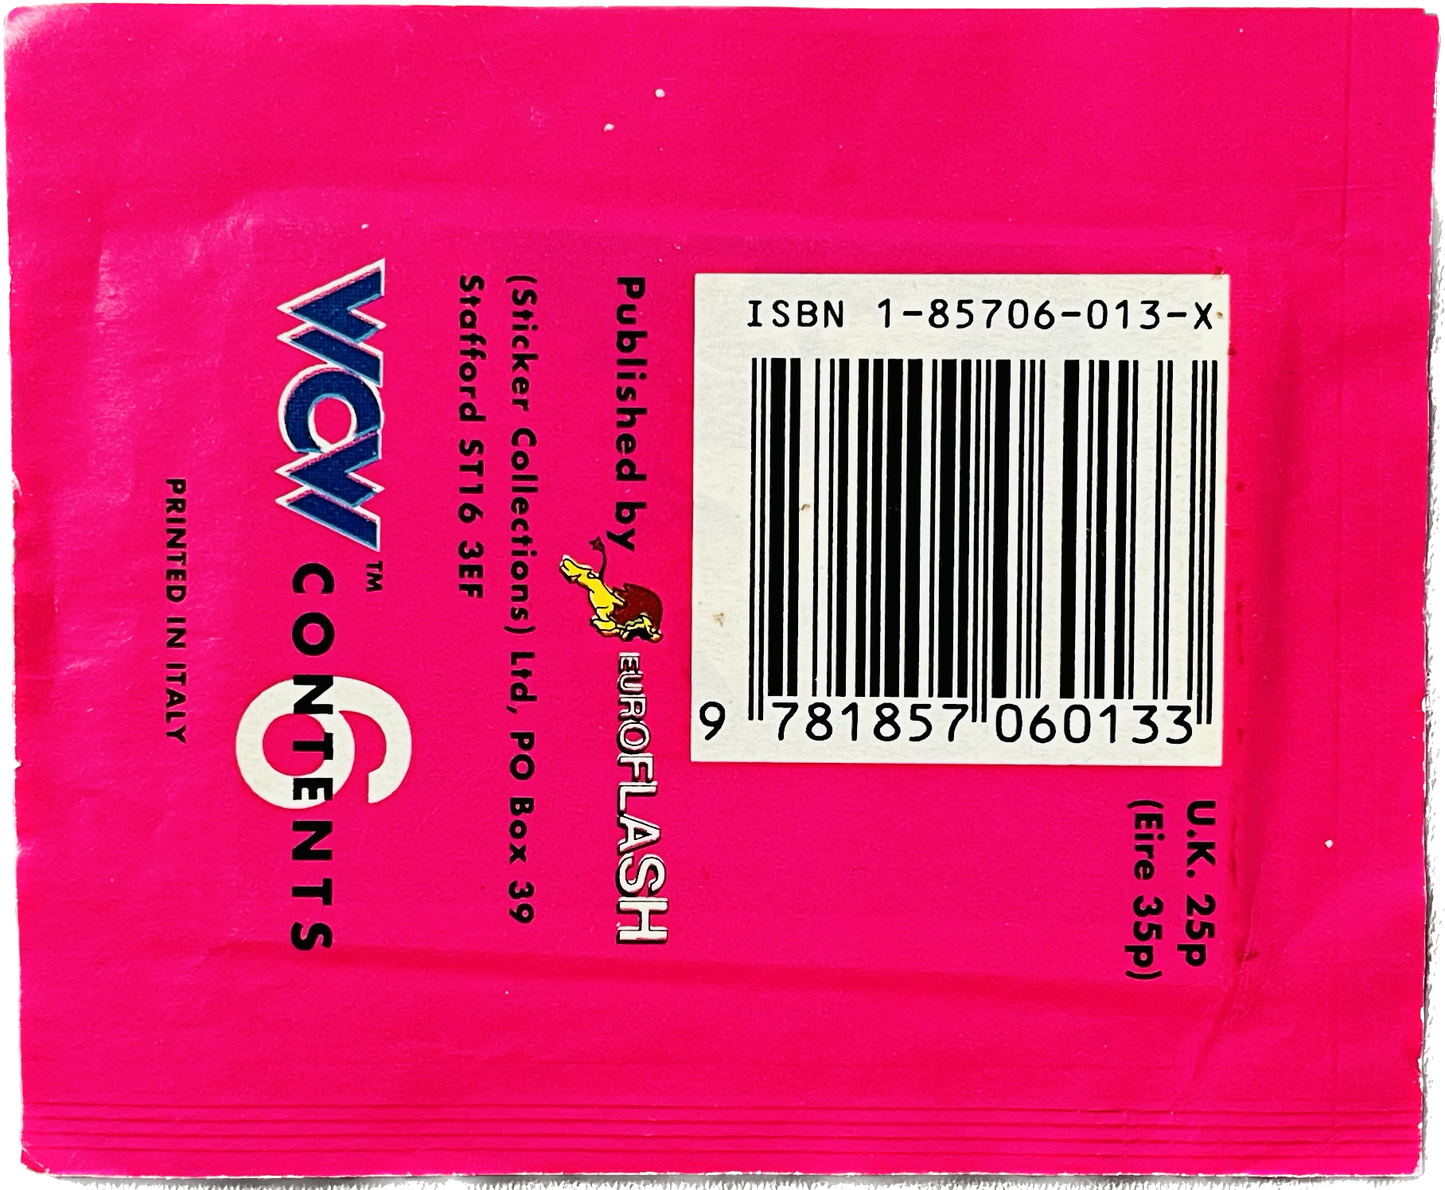 ISBN 1-85706-013-X
9 781857 060133
U.K. 25p
(Eire 35p)
Published by EUROFLASH
(Sticker Collections) Ltd, PO Box 39
Stafford ST16 3EF
WCW™ CONTENTS 6
PRINTED IN ITALY